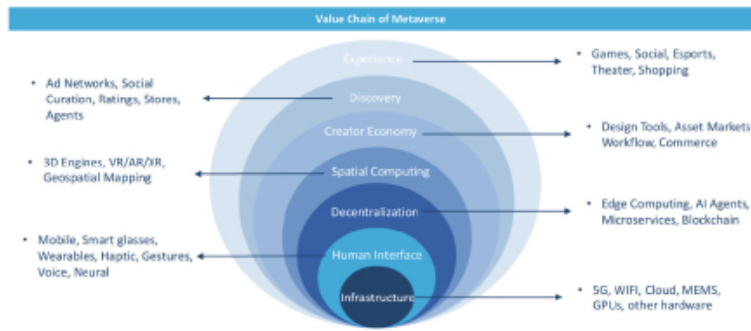 Value Chain of Metaverse
Experience
• Games, Social, Esports,
Theater, Shopping
• Ad Networks, Social
Curation, Ratings, Stores,
Agents
Discovery
Creator Economy
• Design Tools, Asset Markets,
Workflow, Commerce
• 3D Engines, VR/AR/XR,
Geospatial Mapping
Spatial Computing
Decentralization
• Edge Computing, AI Agents,
Microservices, Blockchain
• Mobile, Smart glasses,
Wearables, Haptic, Gestures,
Voice, Neural
Human Interface
Infrastructure
• 5G, WIFI, Cloud, MEMS,
GPUs, other hardware